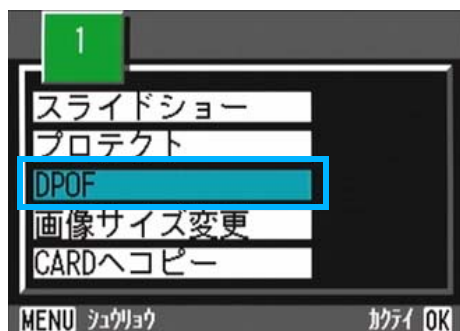 1
スライドショー
プロテクト
DPOF
画像サイズ変更
CARDへコピー
MENU シュウリョウ カクテイ OK